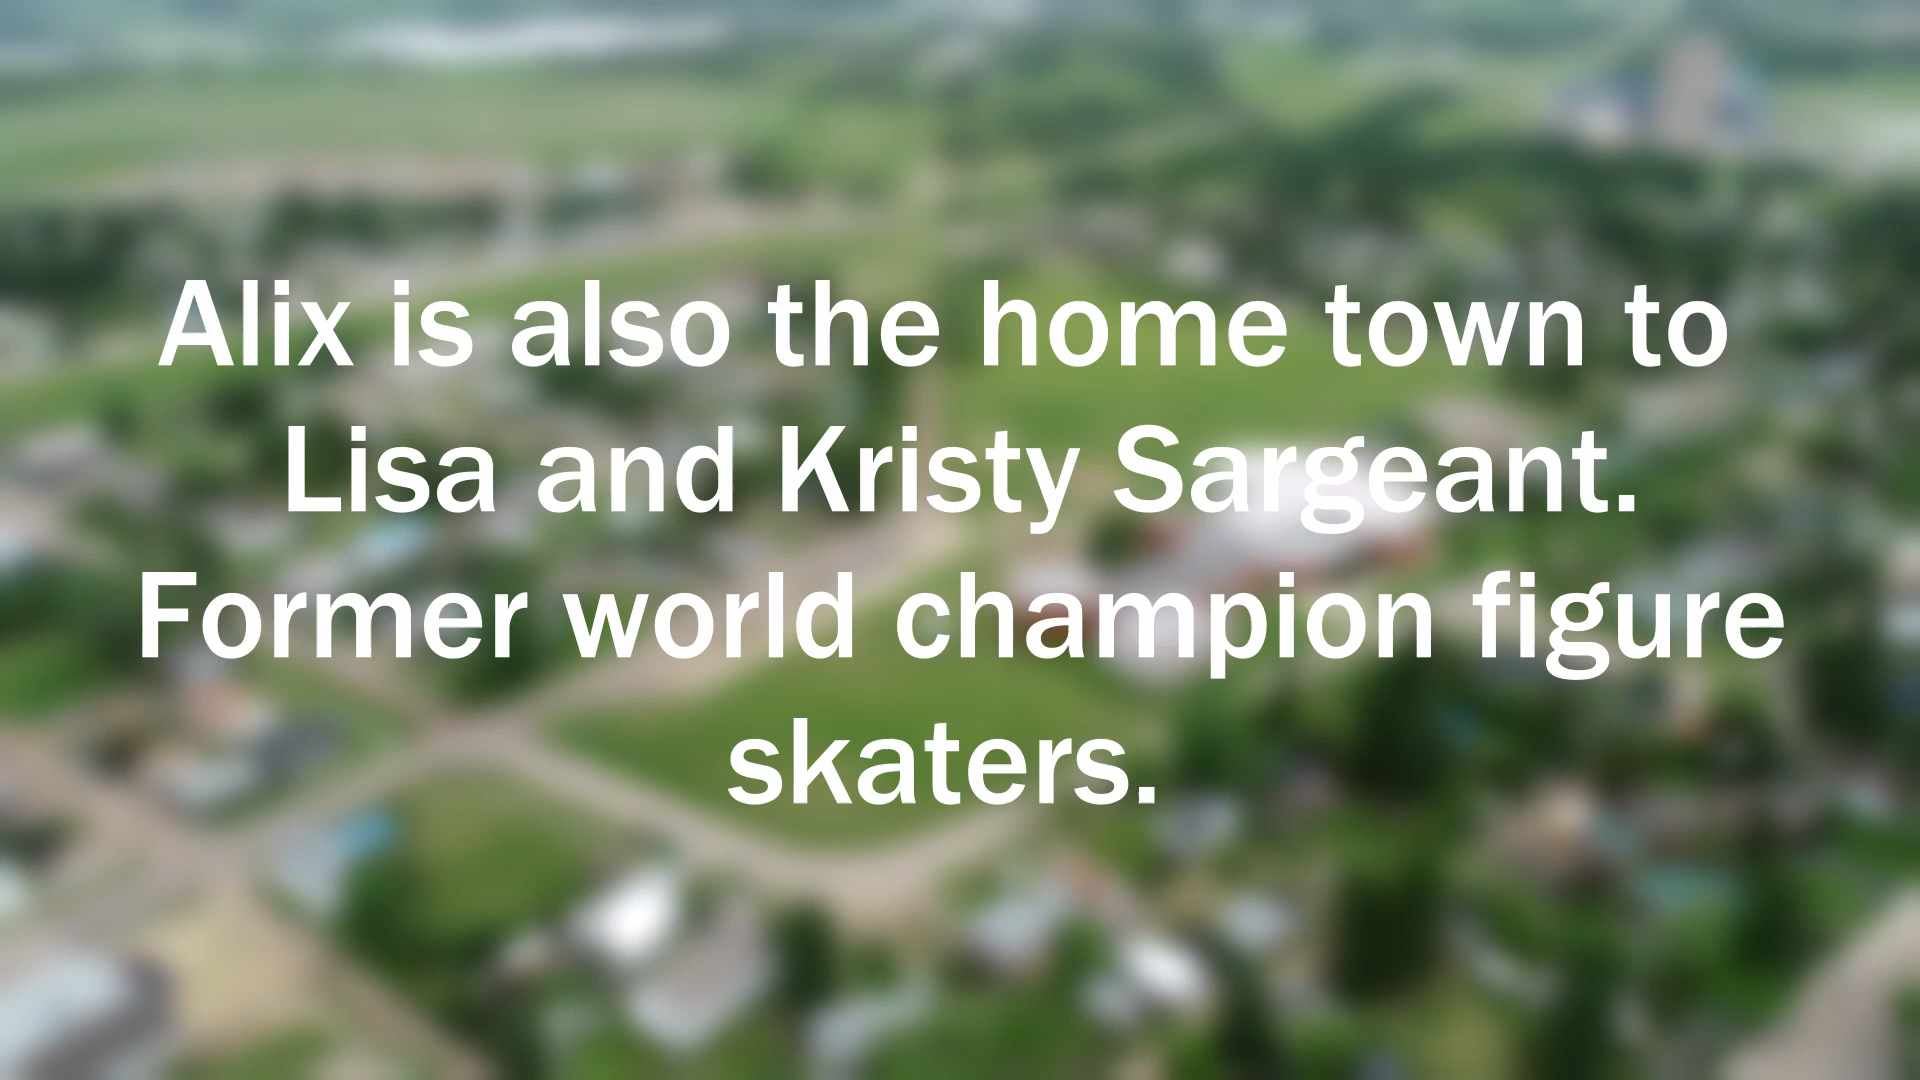 Alix is also the home town to
Lisa and Kristy Sargeant.
Former world champion figure
skaters.